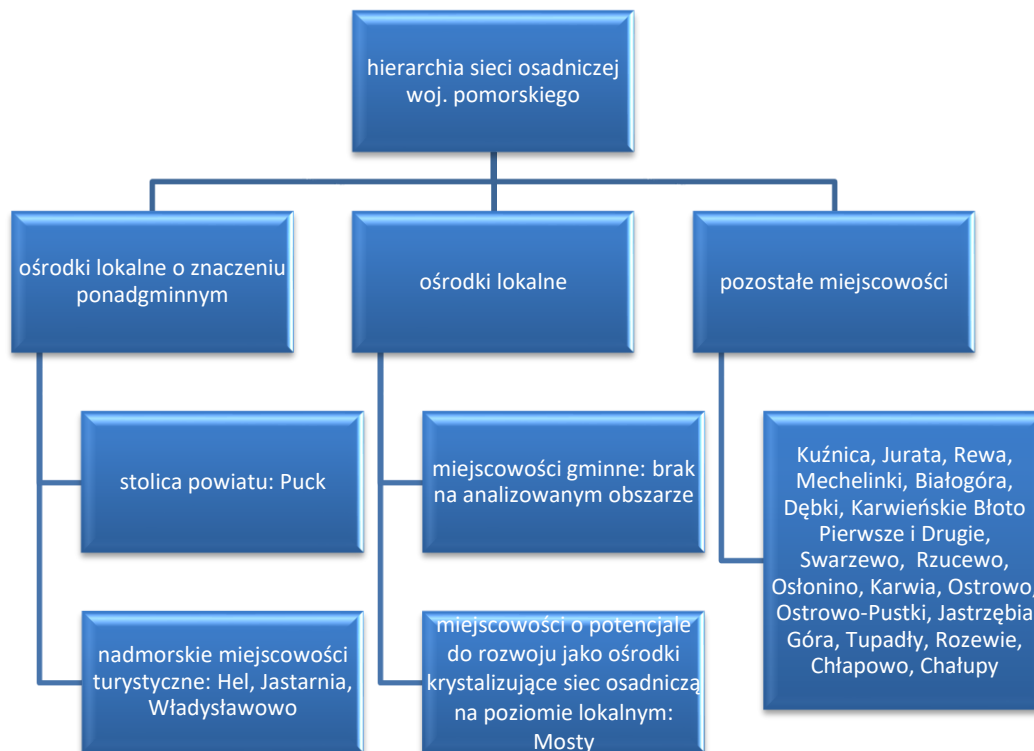 hierarchia sieci osadniczej
woj. pomorskiego
ośrodki lokalne o znaczeniu
ponadgminnym
ośrodki lokalne
pozostałe miejscowości
stolica powiatu: Puck
miejscowości gminne: brak
na analizowanym obszarze
Kuźnica, Jurata, Rewa,
Mechelinki, Białogóra,
Dębki, Karwieńskie Błoto
Pierwsze i Drugie,
Swarzewo, Rzucewo,
Osłonino, Karwia, Ostrowo,
Ostrowo-Pustki, Jastrzębia
Góra, Tupadły, Rozewie,
Chłapowo, Chałupy
nadmorskie miejscowości
turystyczne: Hel, Jastarnia,
Władysławowo
miejscowości o potencjale
do rozwoju jako ośrodki
krystalizujące siec osadniczą
na poziomie lokalnym:
Mosty